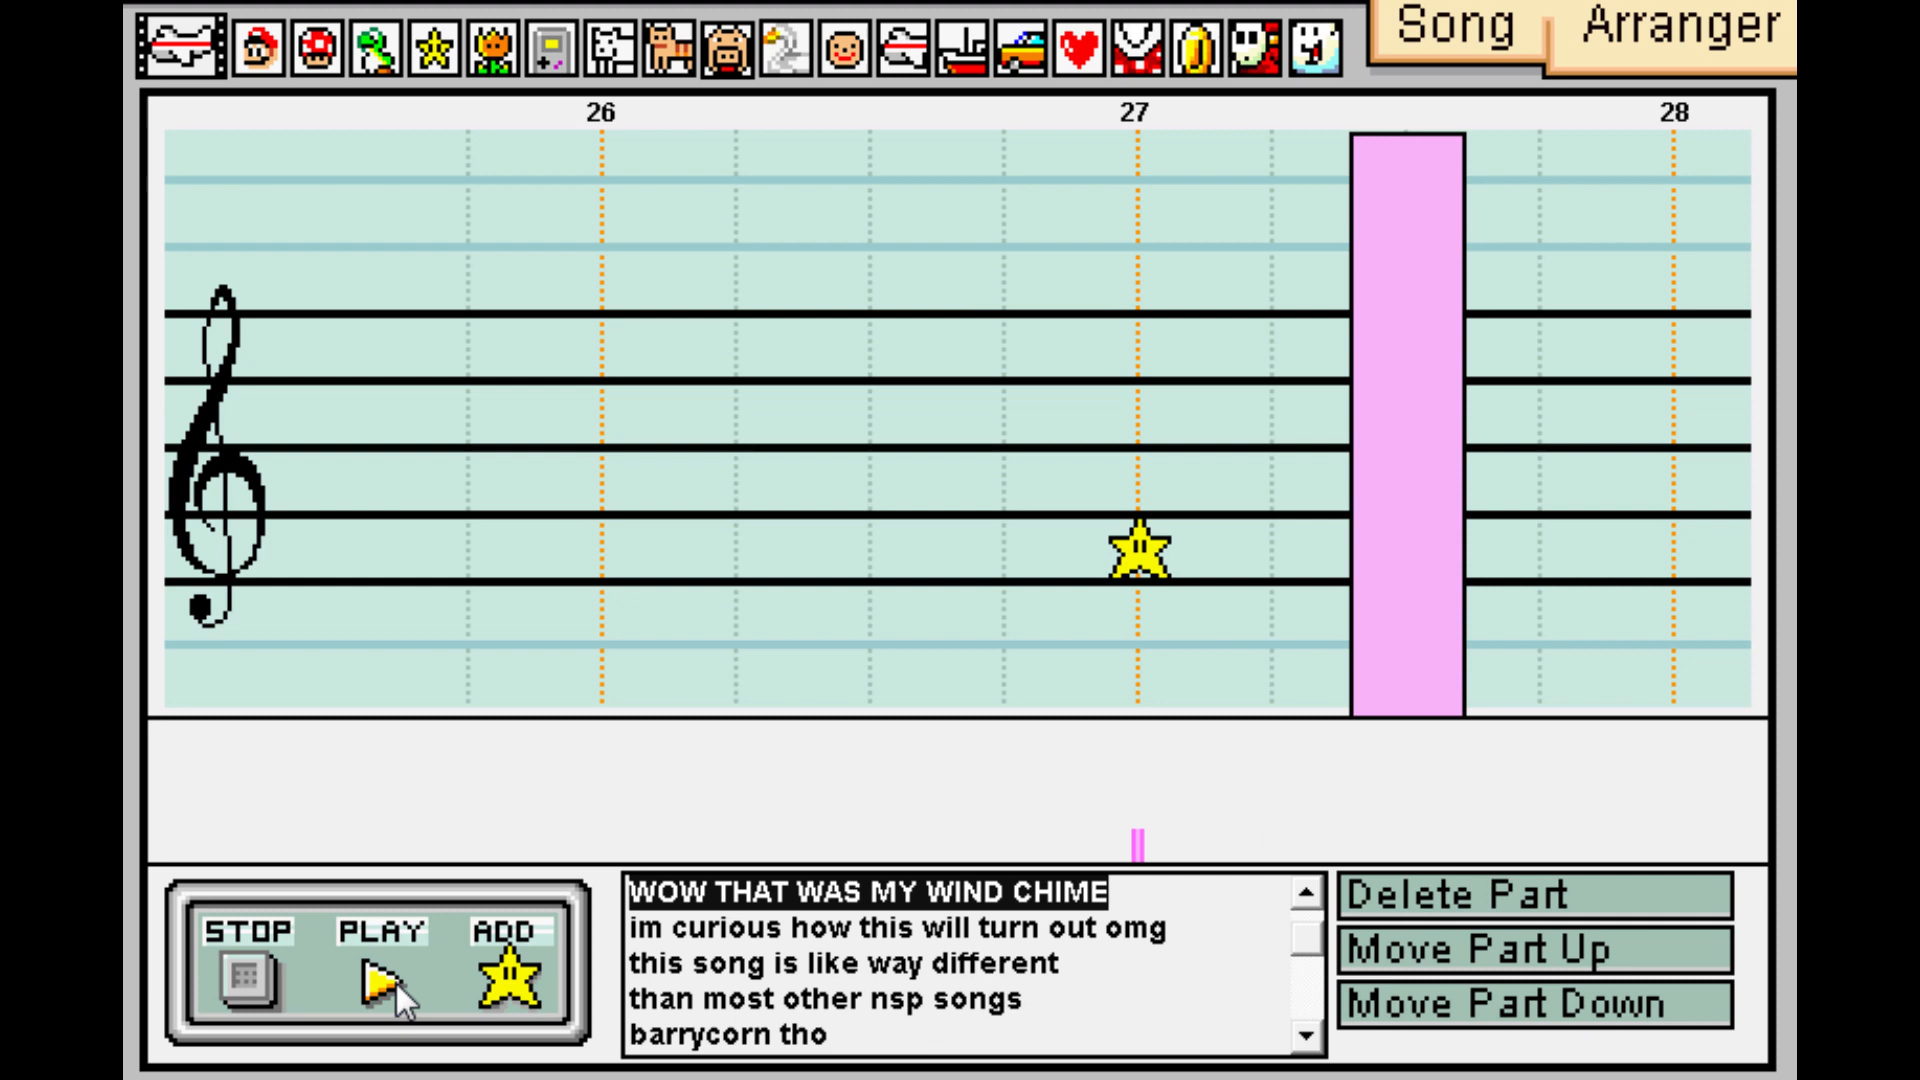 Song
Arranger
26
27
28
STOP
PLAY
ADD
WOW THAT WAS MY WIND CHIME
im curious how this will turn out omg
this song is like way different
than most other nsp songs
barrycorn tho
Delete Part
Move Part Up
Move Part Down